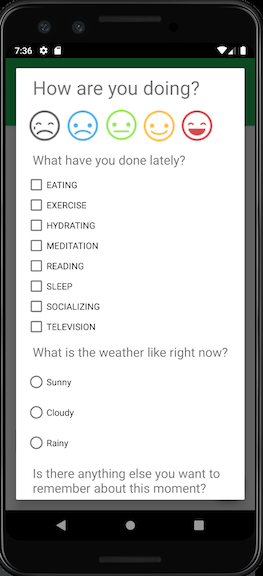 7:36
How are you doing?
What have you done lately?
EATING
EXERCISE
HYDRATING
MEDITATION
READING
SLEEP
SOCIALIZING
TELEVISION
What is the weather like right now?
Sunny
Cloudy
Rainy
Is there anything else you want to
remember about this moment?